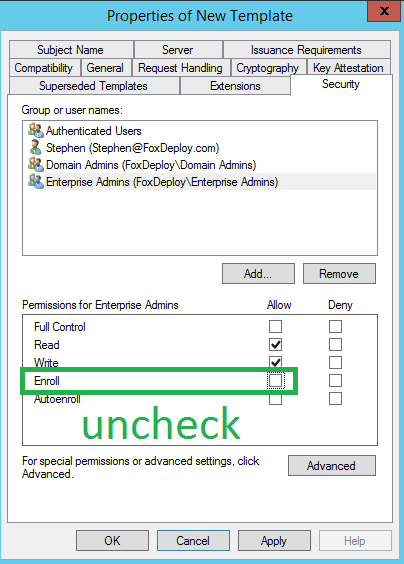 Properties of New Template
x
Subject Name Server Issuance Requirements
Compatibility General Request Handling Cryptography Key Attestation
Superseded Templates Extensions Security
Group or user names:
Authenticated Users
Stephen (Stephen@FoxDeploy.com)
Domain Admins (FoxDeploy\Domain Admins)
Enterprise Admins (FoxDeploy\Enterprise Admins)
Add... Remove
Permissions for Enterprise Admins Allow Deny
Full Control
Read
Write
Enroll
Autoenroll
uncheck
For special permissions or advanced settings, click
Advanced.
Advanced
OK Cancel Apply Help